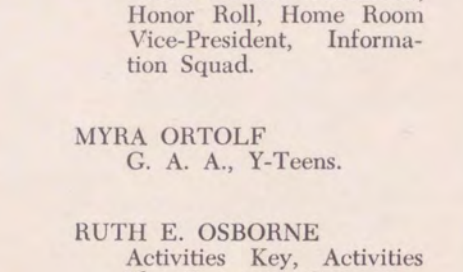 Honor Roll, Home Room
Vice-President, Informa-
tion Squad.
MYRA ORTOLF
G. A. A., Y-Teens.
RUTH E. OSBORNE
Activities Key, Activities